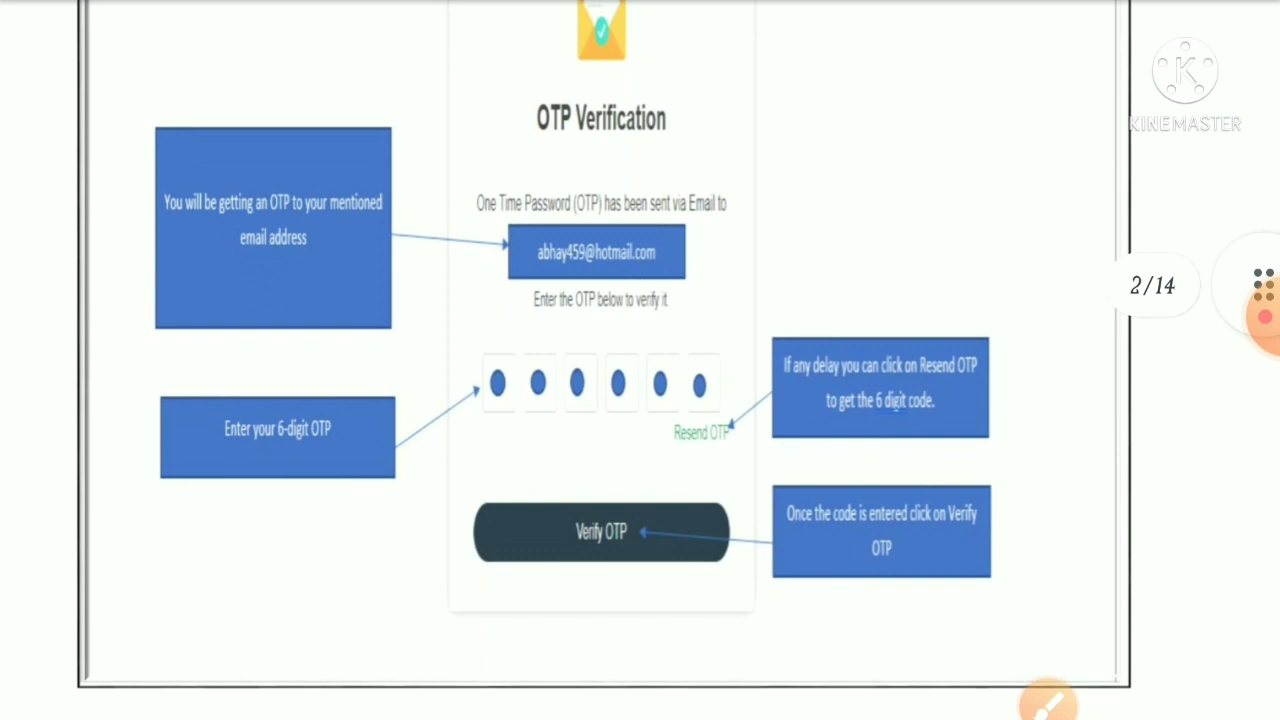 OTP Verification
You will be getting an OTP to your mentioned
email address
One Time Password (OTP) has been sent via Email to
abhay459@hotmail.com
Enter the OTP below to verify it
Enter your 6-digit OTP
If any delay you can click on Resend OTP
to get the 6 digit code.
Resend OTP
Verify OTP
Once the code is entered click on Verify
OTP
2/14
K
KINEMASTER